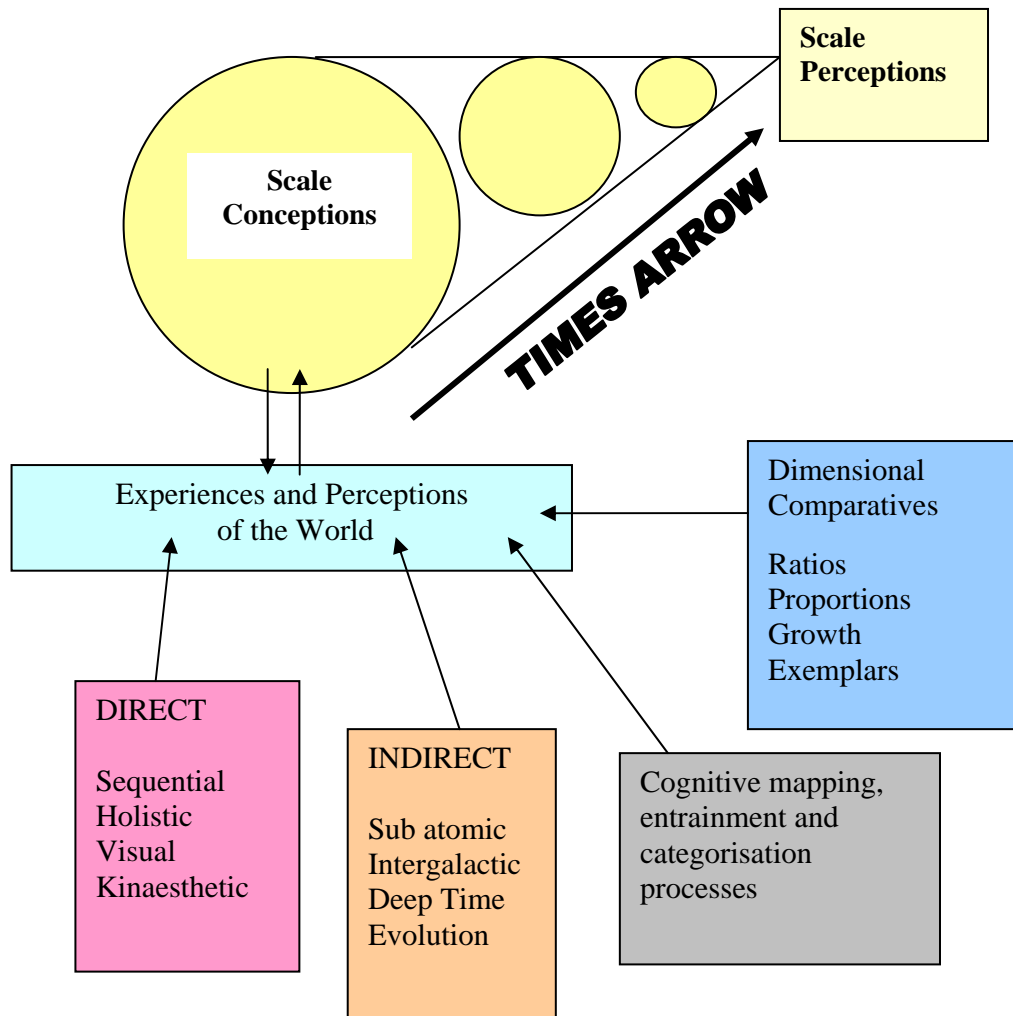 Scale
Perceptions
Scale
Conceptions
TIMES ARROW
Experiences and Perceptions
of the World
Dimensional
Comparatives
Ratios
Proportions
Growth
Exemplars
DIRECT
Sequential
Holistic
Visual
Kinaesthetic
INDIRECT
Sub atomic
Intergalactic
Deep Time
Evolution
Cognitive mapping,
entrainment and
categorisation
processes